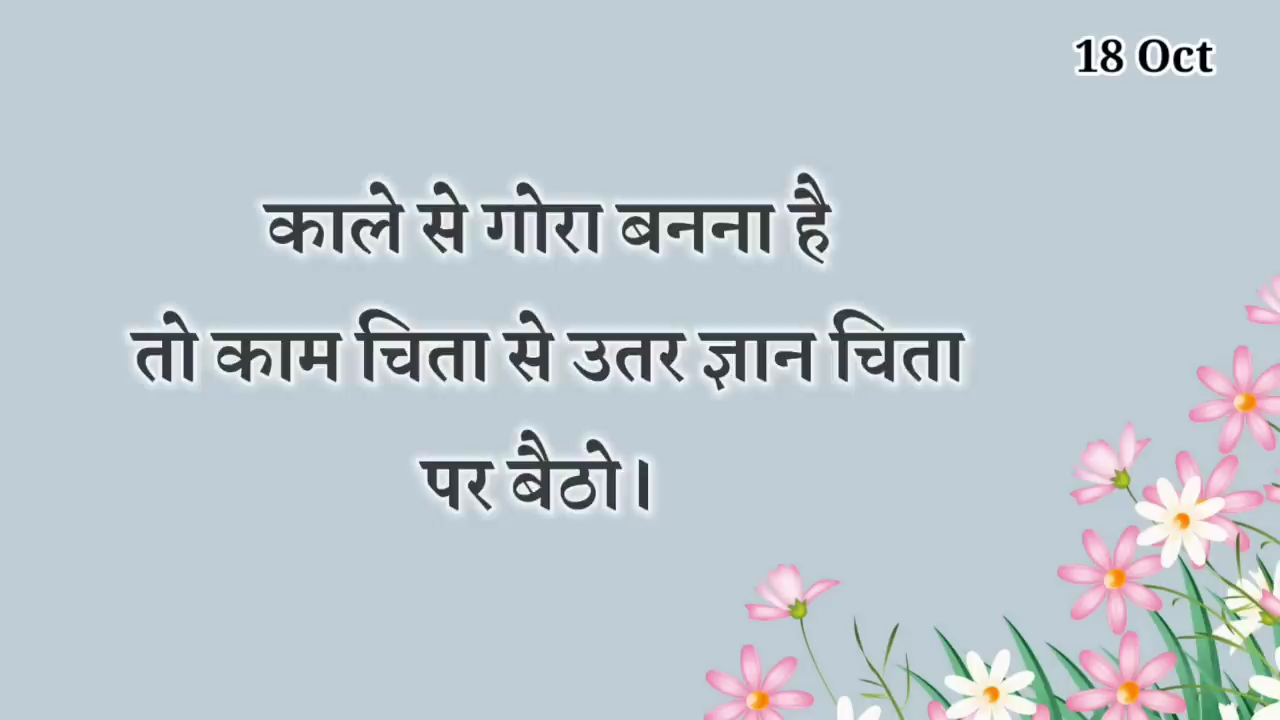 18 Oct
काले से गोरा बनना है
तो काम चिता से उतर ज्ञान चिता
पर बैठो।